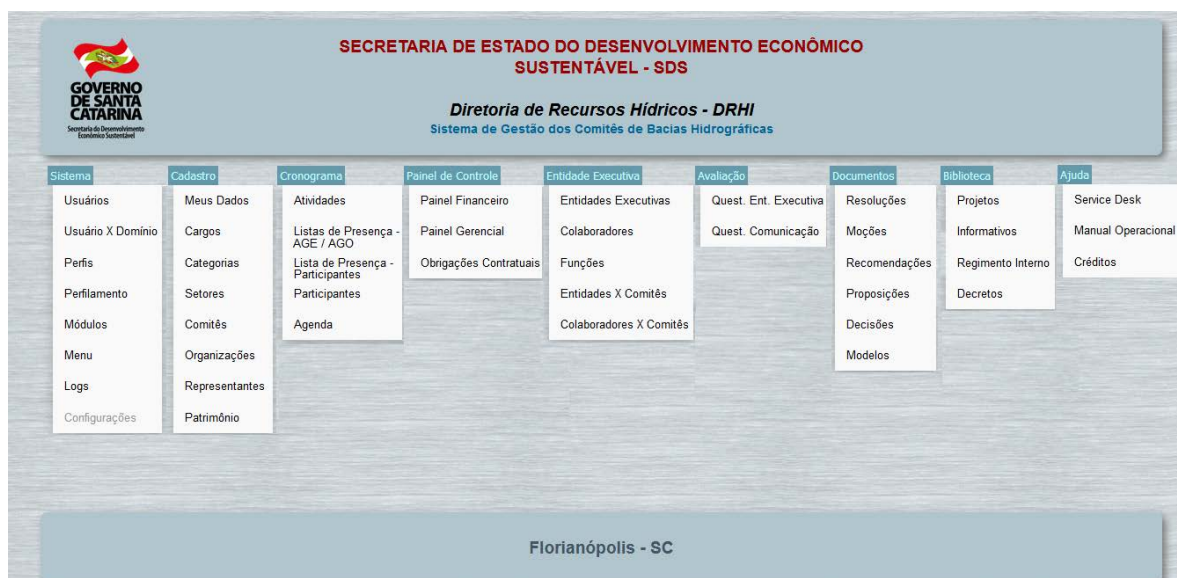 SECRETARIA DE ESTADO DO DESENVOLVIMENTO ECONÔMICO
SUSTENTÁVEL - SDS
GOVERNO
DE SANTA
CATARINA
Secretaria do Desenvolvimento
Econômico Sustentável
Diretoria de Recursos Hídricos - DRHI
Sistema de Gestão dos Comitês de Bacias Hidrográficas
Sistema
Usuários
Usuário X Domínio
Perfis
Perfilamento
Módulos
Menu
Logs
Configurações
Cadastro
Meus Dados
Cargos
Categorias
Setores
Comitês
Organizações
Representantes
Patrimônio
Cronograma
Atividades
Listas de Presença -
AGE / AGO
Lista de Presença -
Participantes
Participantes
Agenda
Painel de Controle
Painel Financeiro
Painel Gerencial
Obrigações Contratuais
Entidade Executiva
Entidades Executivas
Colaboradores
Funções
Entidades X Comitês
Colaboradores X Comitês
Avaliação
Quest. Ent. Executiva
Quest. Comunicação
Documentos
Resoluções
Moções
Recomendações
Proposições
Decisões
Modelos
Biblioteca
Projetos
Informativos
Regimento Interno
Decretos
Ajuda
Service Desk
Manual Operacional
Créditos
Florianópolis - SC